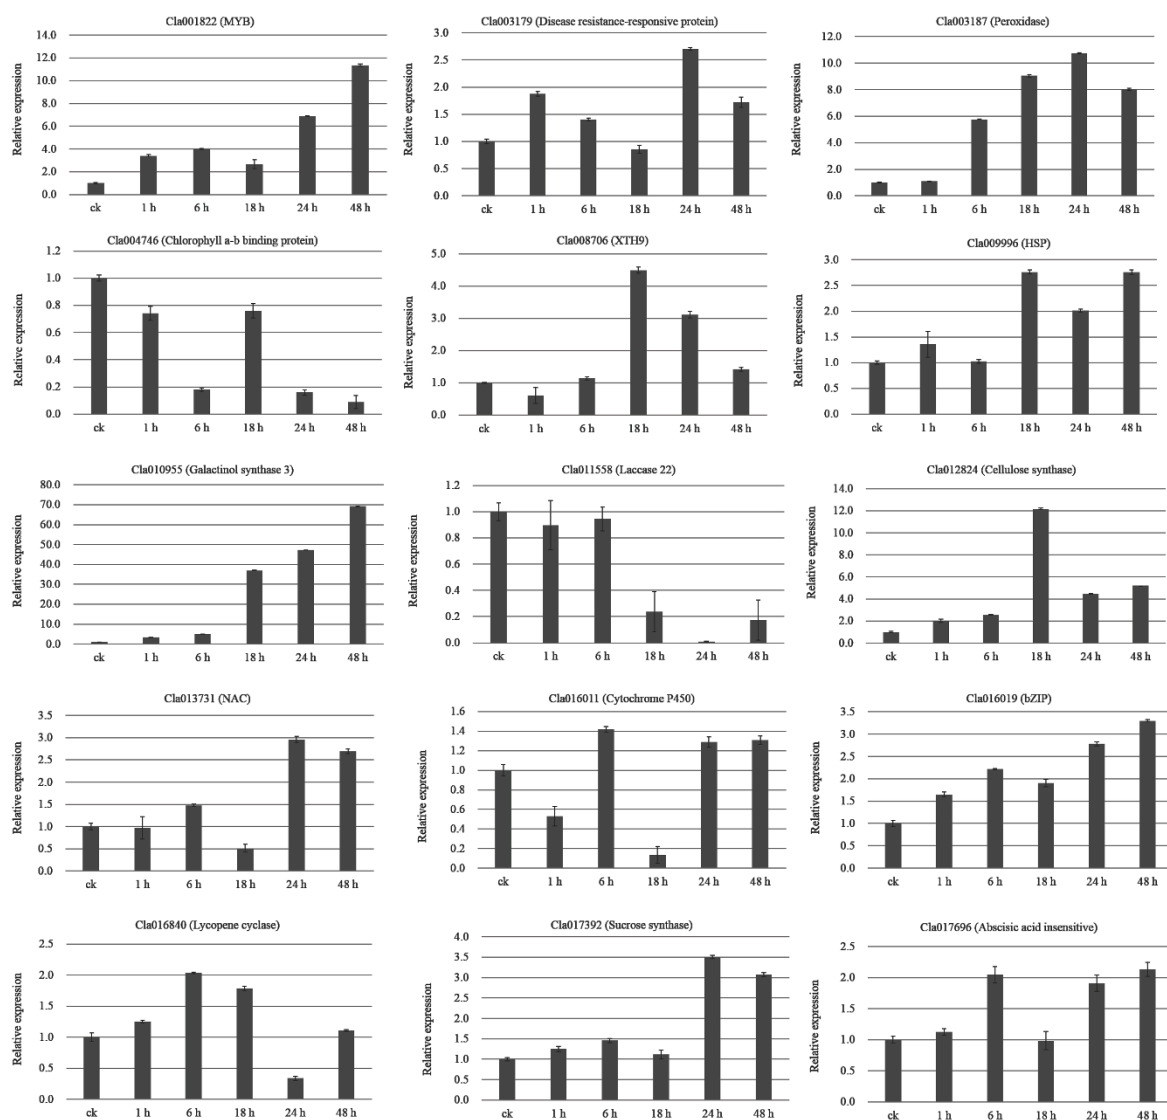 Cla001822 (MYB)
Relative expression
14.0
12.0
10.0
8.0
6.0
4.0
2.0
0.0
ck 1 h 6 h 18 h 24 h 48 h
Cla003179 (Disease resistance-responsive protein)
Relative expression
3.0
2.5
2.0
1.5
1.0
0.5
0.0
ck 1 h 6 h 18 h 24 h 48 h
Cla003187 (Peroxidase)
Relative expression
12.0
10.0
8.0
6.0
4.0
2.0
0.0
ck 1 h 6 h 18 h 24 h 48 h
Cla004746 (Chlorophyll a-b binding protein)
Relative expression
1.2
1.0
0.8
0.6
0.4
0.2
0.0
ck 1 h 6 h 18 h 24 h 48 h
Cla008706 (XTH9)
Relative expression
5.0
4.0
3.0
2.0
1.0
0.0
ck 1 h 6 h 18 h 24 h 48 h
Cla009996 (HSP)
Relative expression
3.0
2.5
2.0
1.5
1.0
0.5
0.0
ck 1 h 6 h 18 h 24 h 48 h
Cla010955 (Galactinol synthase 3)
Relative expression
80.0
70.0
60.0
50.0
40.0
30.0
20.0
10.0
0.0
ck 1 h 6 h 18 h 24 h 48 h
Cla011558 (Laccase 22)
Relative expression
1.2
1.0
0.8
0.6
0.4
0.2
0.0
ck 1 h 6 h 18 h 24 h 48 h
Cla012824 (Cellulose synthase)
Relative expression
14.0
12.0
10.0
8.0
6.0
4.0
2.0
0.0
ck 1 h 6 h 18 h 24 h 48 h
Cla013731 (NAC)
Relative expression
3.5
3.0
2.5
2.0
1.5
1.0
0.5
0.0
ck 1 h 6 h 18 h 24 h 48 h
Cla016011 (Cytochrome P450)
Relative expression
1.6
1.4
1.2
1.0
0.8
0.6
0.4
0.2
0.0
ck 1 h 6 h 18 h 24 h 48 h
Cla016019 (bZIP)
Relative expression
3.5
3.0
2.5
2.0
1.5
1.0
0.5
0.0
ck 1 h 6 h 18 h 24 h 48 h
Cla016840 (Lycopene cyclase)
Relative expression
2.5
2.0
1.5
1.0
0.5
0.0
ck 1 h 6 h 18 h 24 h 48 h
Cla017392 (Sucrose synthase)
Relative expression
4.0
3.5
3.0
2.5
2.0
1.5
1.0
0.5
0.0
ck 1 h 6 h 18 h 24 h 48 h
Cla017696 (Abscisic acid insensitive)
Relative expression
2.5
2.0
1.5
1.0
0.5
0.0
ck 1 h 6 h 18 h 24 h 48 h